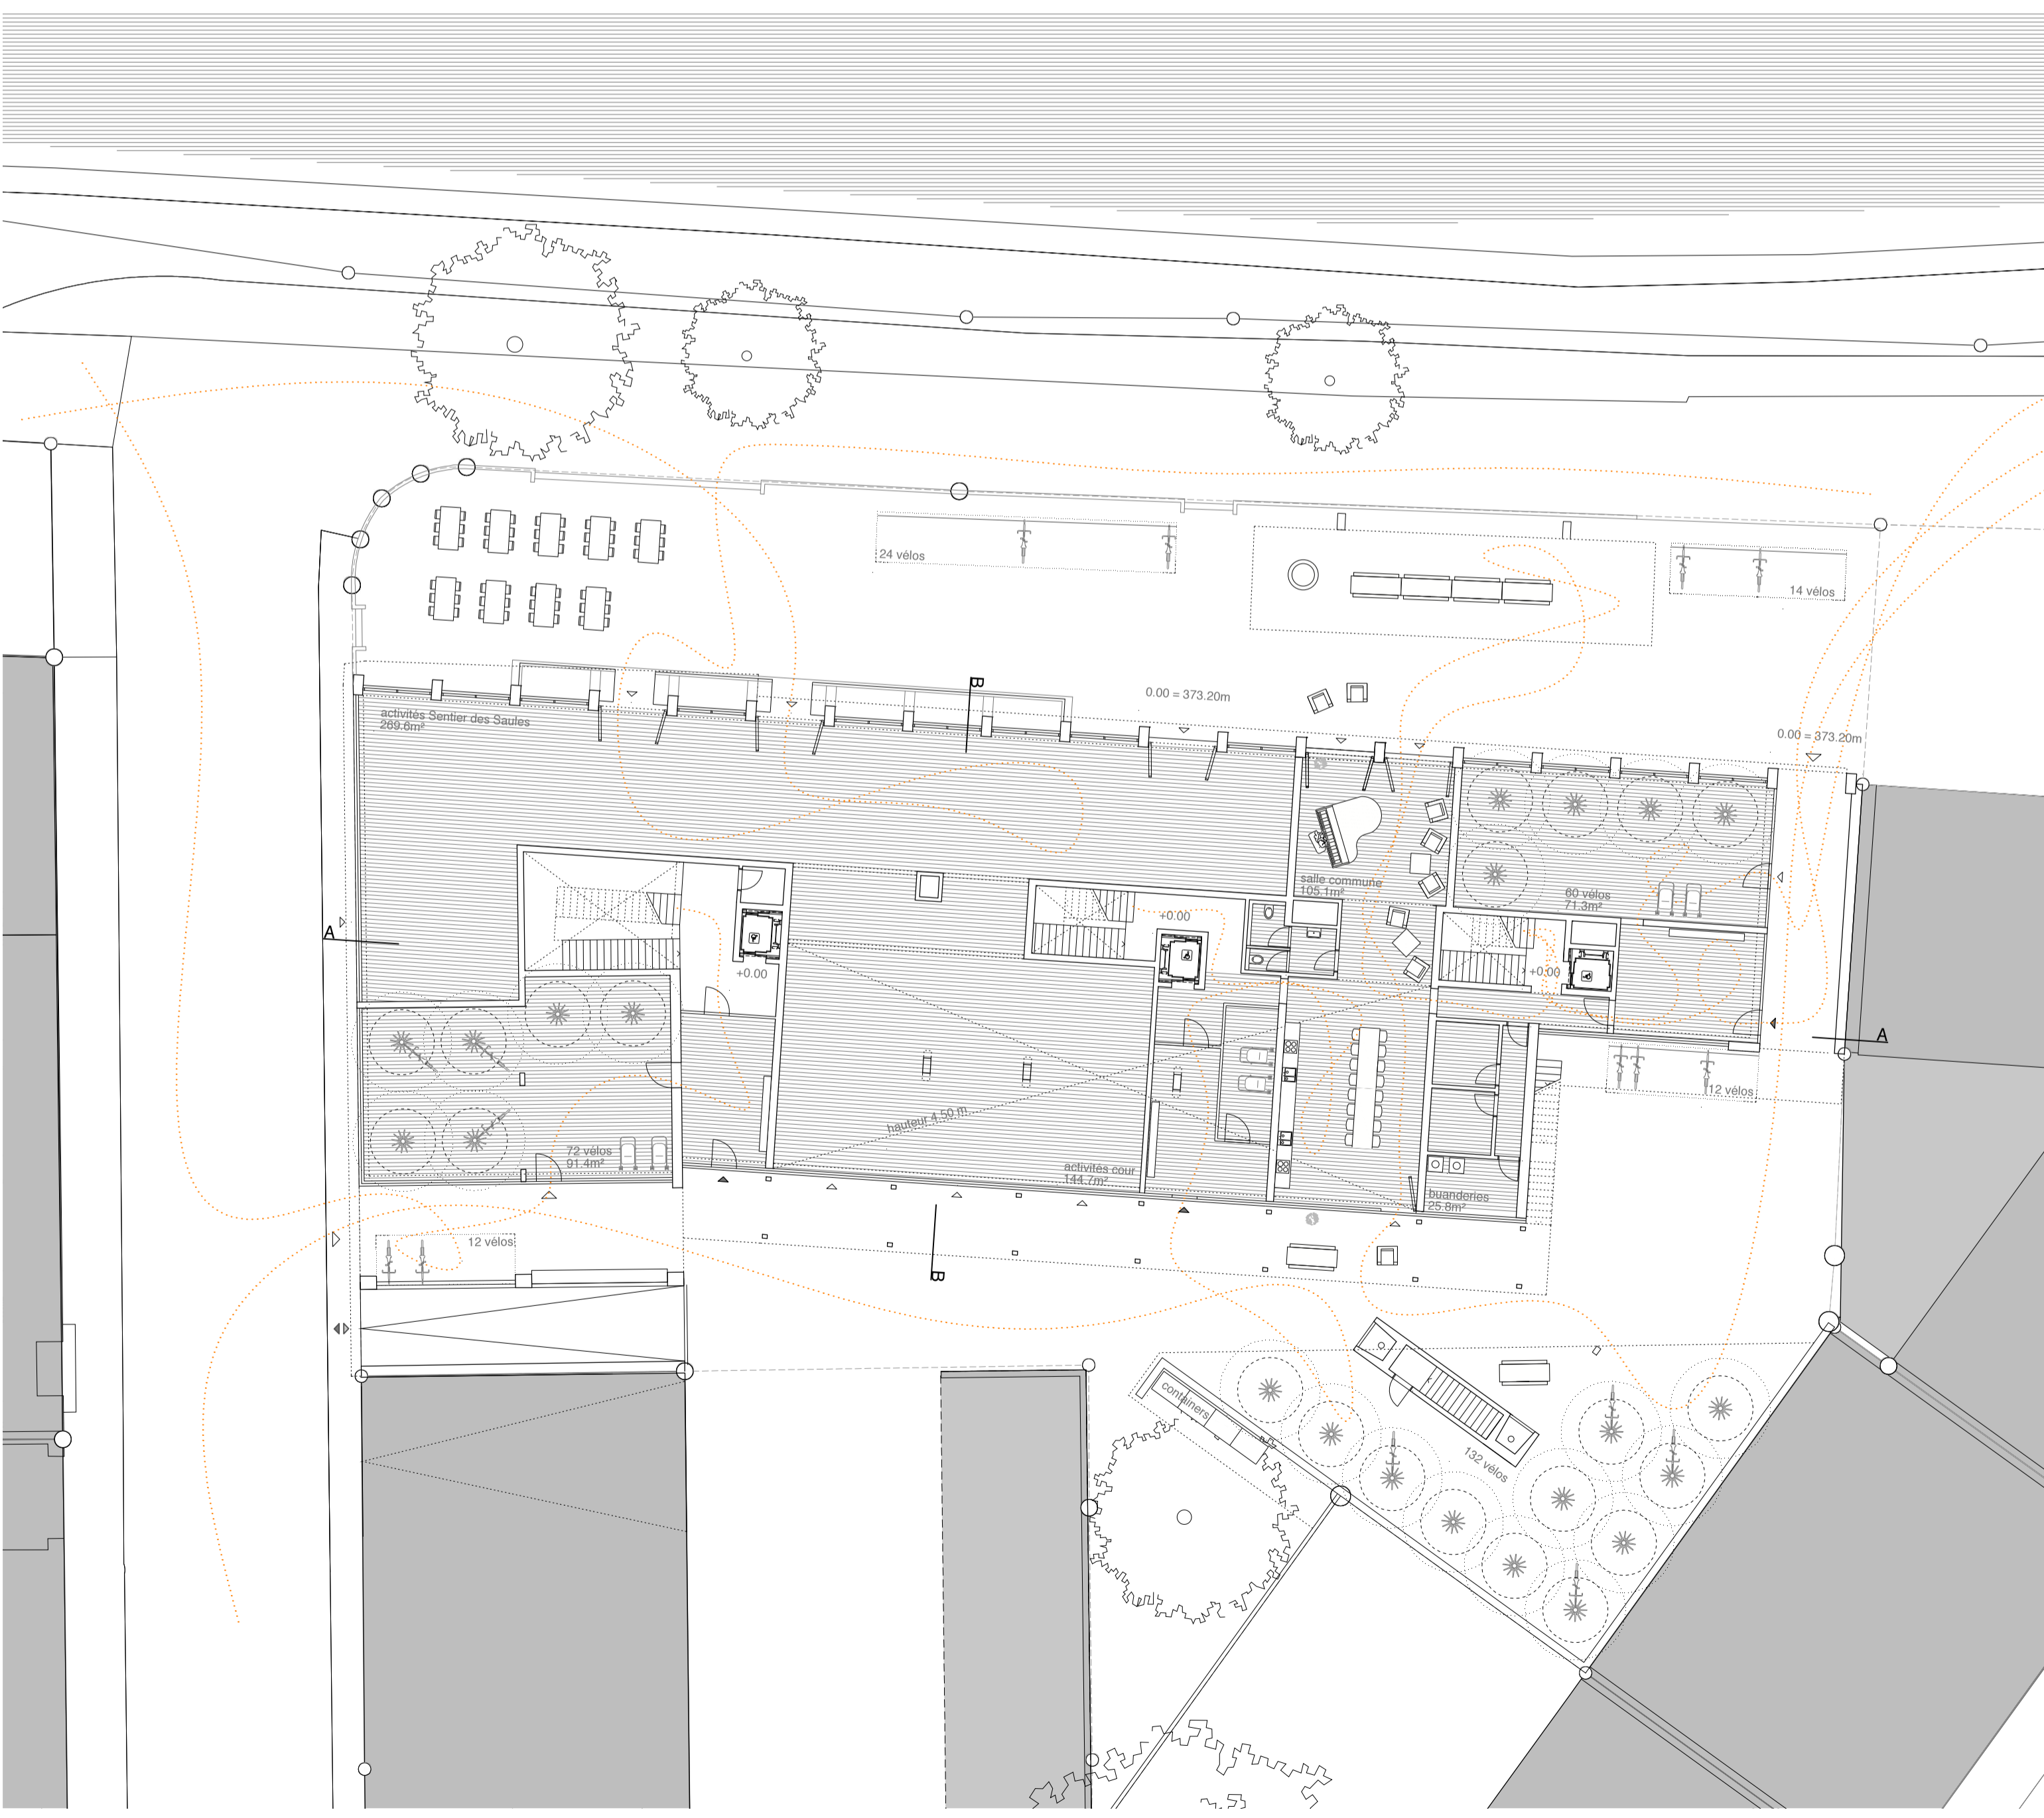 24 vélos
14 vélos
B
0.00 = 373.20m
0.00 = 373.20m
activités Sentier des Saules
269.6m²
salle commune
105.1m²
60 vélos
71.3m²
A
+0.00
+0.00
+0.00
A
12 vélos
hauteur 4.50 m
72 vélos
91.4m²
activités cour
144.7m²
buanderies
25.8m²
12 vélos
B
containers
132 vélos